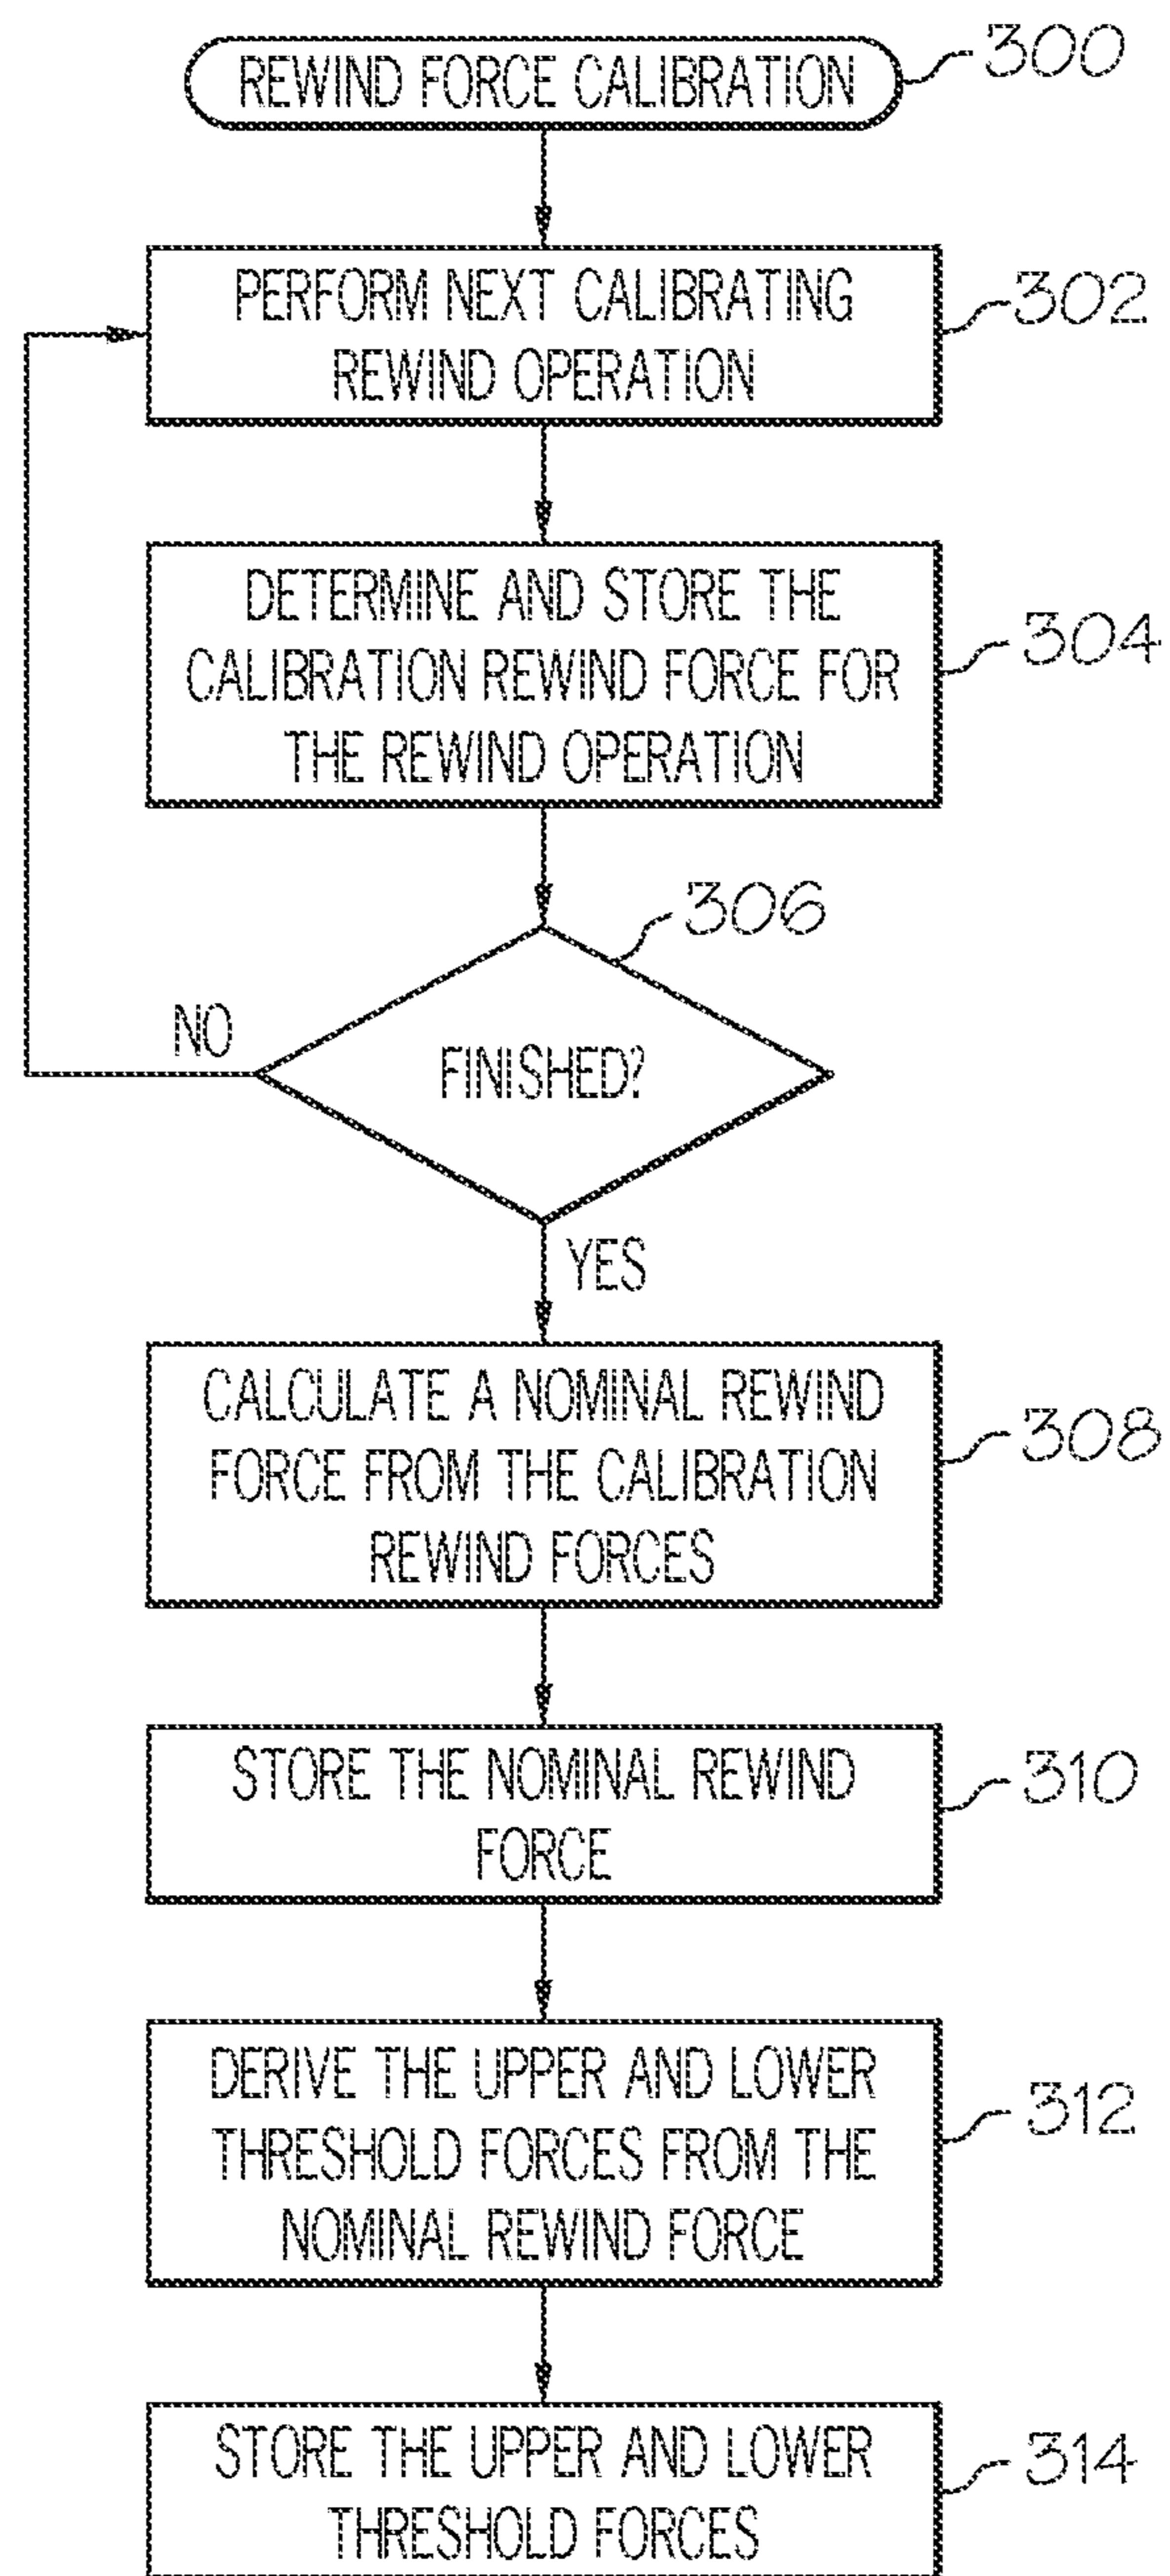 REWIND FORCE CALIBRATION
300
PERFORM NEXT CALIBRATING
REWIND OPERATION
302
DETERMINE AND STORE THE
CALIBRATION REWIND FORCE FOR
THE REWIND OPERATION
304
306
NO
FINISHED?
YES
CALCULATE A NOMINAL REWIND
FORCE FROM THE CALIBRATION
REWIND FORCES
308
STORE THE NOMINAL REWIND
FORCE
310
DERIVE THE UPPER AND LOWER
THRESHOLD FORCES FROM THE
NOMINAL REWIND FORCE
312
STORE THE UPPER AND LOWER
THRESHOLD FORCES
314